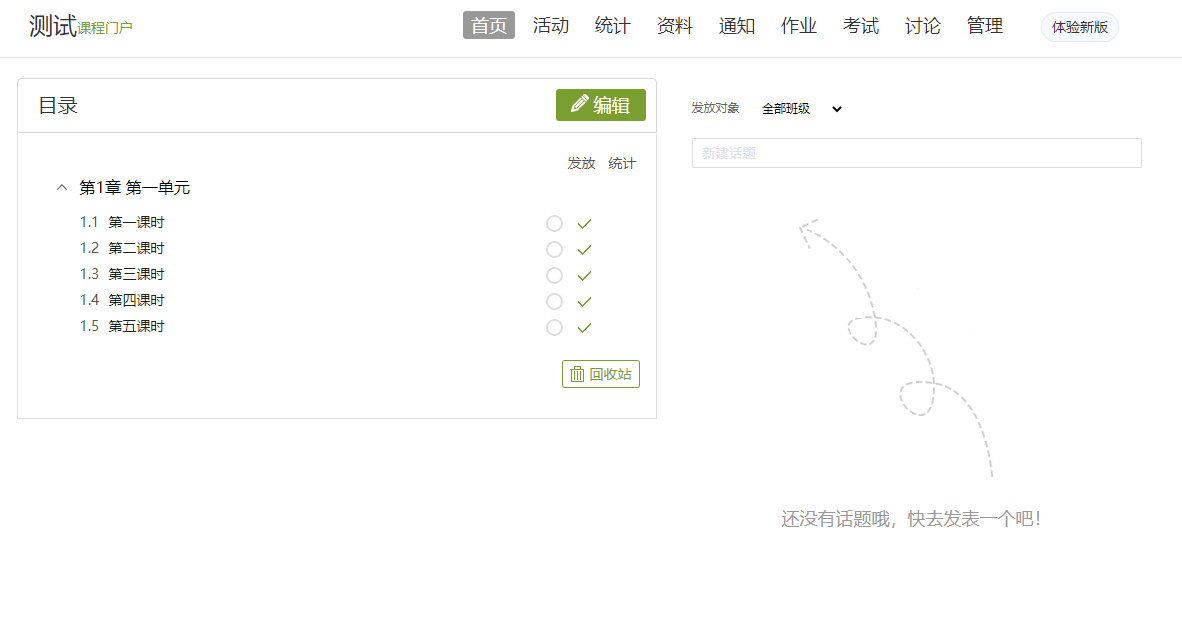 测试课程门户
首页 活动 统计 资料 通知 作业 考试 讨论 管理 体验新版
目录
编辑
发放 统计
第1章 第一单元
1.1 第一课时
1.2 第二课时
1.3 第三课时
1.4 第四课时
1.5 第五课时
回收站
发放对象 全部班级
新建话题
还没有话题哦，快去发表一个吧！